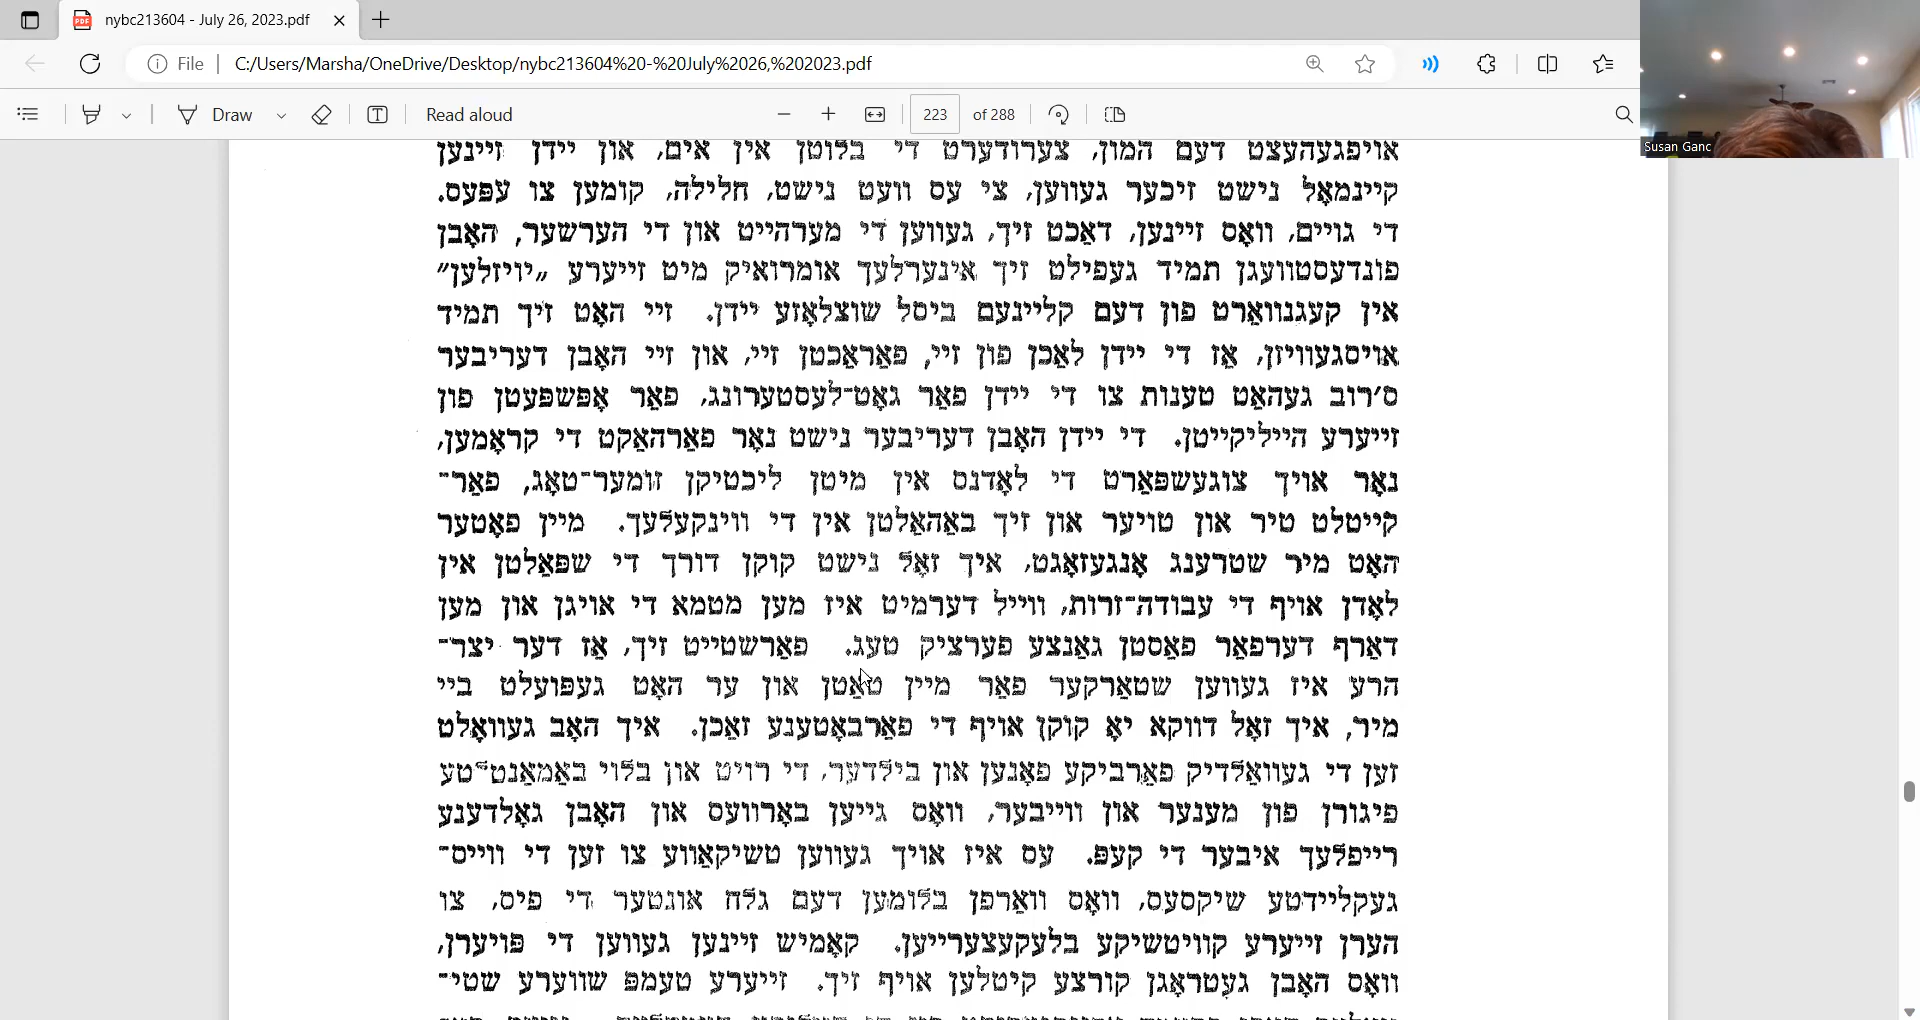 nybc213604 - July 26, 2023.pdf
File
C:/Users/Marsha/OneDrive/Desktop/nybc213604%20-%20July%2026,%202023.pdf
Draw
Read aloud
223 of 288
Susan Ganc
אויפגעהעצט דעם המון, צערודערט די בלוטן אין אים, און יידן זיינען
קיינמאָל נישט זיכער געווען, צי עס וועט נישט, חלילה, קומען צו עפּעס.
די גויים, וואָס זיינען, דאַכט זיך, געווען די מערהייט און די הערשער, האָבן
פונדעסטוועגן תמיד געפילט זיך אינערלעך אומרואיק מיט זייערע „יויזלען”
אין קעגנוואַרט פון דעם קליינעם ביסל שוצלאָזע יידן. זיי האָט זיך תמיד
אויסגעוויזן, אַז די יידן לאַכן פון זיי, פאַראַכטן זיי, און זיי האָבן דעריבער
ס׳רוב געהאַט טענות צו די יידן פאַר גאָט־לעסטערונג, פאַר אָפּשפּעטן פון
זייערע הייליקייטן. די יידן האָבן דעריבער נישט נאָר פאַרהאַקט די קראָמען,
נאָר אויך צוגעשפּאַרט די לאָדנס אין מיטן ליכטיקן זומער־טאָג, פאַר־
קייטלט טיר און טויער און זיך באַהאַלטן אין די ווינקעלעך. מיין פאָטער
האָט מיר שטרענג אָנגעזאָגט, איך זאָל נישט קוקן דורך די שפּאַלטן אין
לאָדן אויף די עבודה־זרות, ווייל דערמיט איז מען מטמא די אויגן און מען
דאַרף דערפאַר פאַסטן גאַנצע פערציק טעג. פאַרשטייט זיך, אַז דער יצר־
הרע איז געווען שטאַרקער פאַר מיין טאַטן און ער האָט געפּועלט ביי
מיר, איך זאָל דווקא יאָ קוקן אויף די פאַרבאָטענע זאַכן. איך האָב געוואָלט
זען די געוואַלדיק פאַרביקע פאָנען און בילדער, די רויט און בלוי באַמאַנטלטע
פיגורן פון מענער און ווייבער, וואָס גייען באָרוועס און האָבן גאָלדענע
רייפלעך איבער די קעפּ. עס איז אויך געווען טשיקאַווע צו זען די ווייס־
געקליידטע שיקסעס, וואָס וואַרפן בלומען דעם גלח אונטער די פיס, צו
הערן זייערע קוויטשיקע בלעקעצערייען. קאָמיש זיינען געווען די פּויערן,
וואָס האָבן געטראָגן קורצע קיטלען אויף זיך. זייערע טעמפּ שווערע שטי־